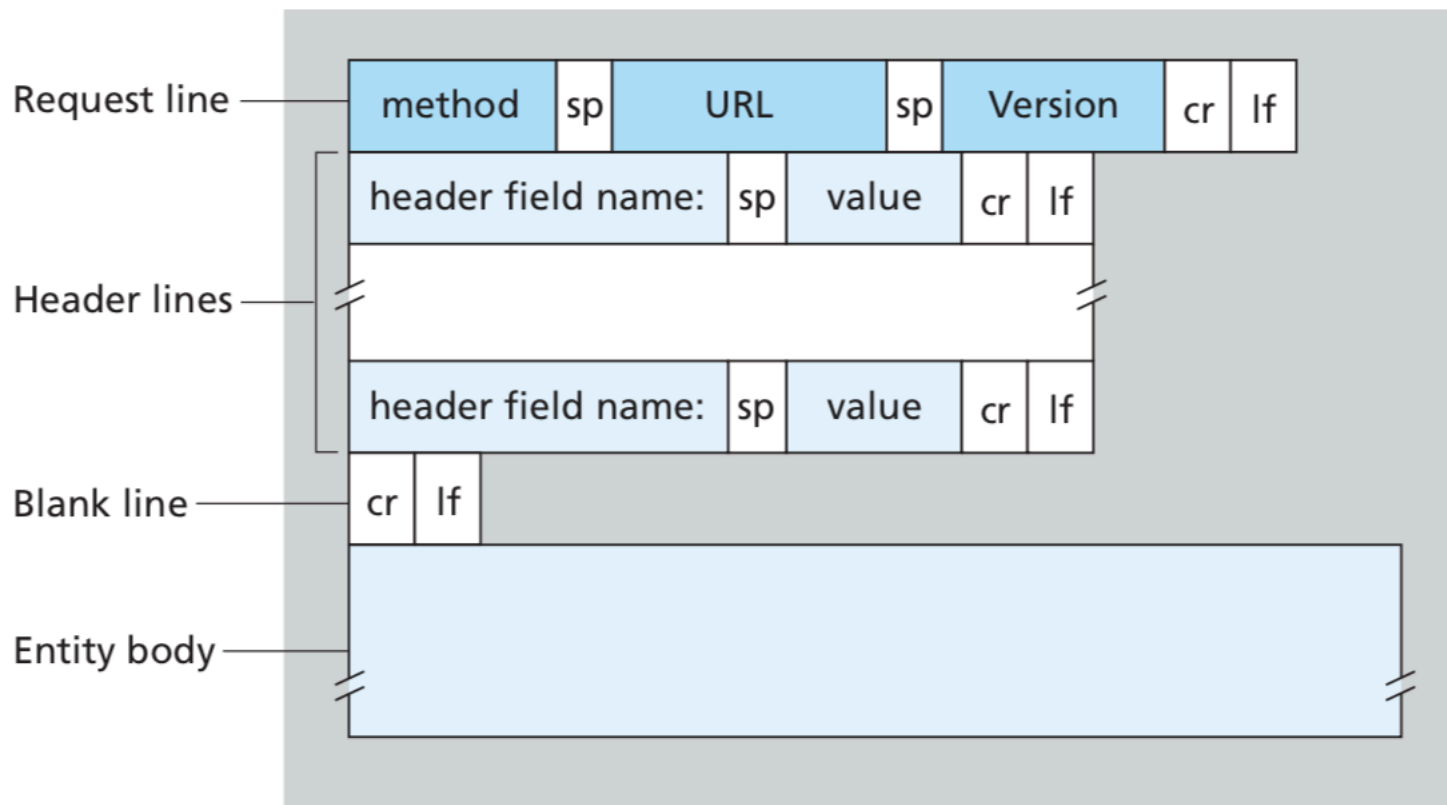 Request line method sp URL sp Version cr lf
header field name: sp value cr lf
Header lines
header field name: sp value cr lf
Blank line cr lf
Entity body